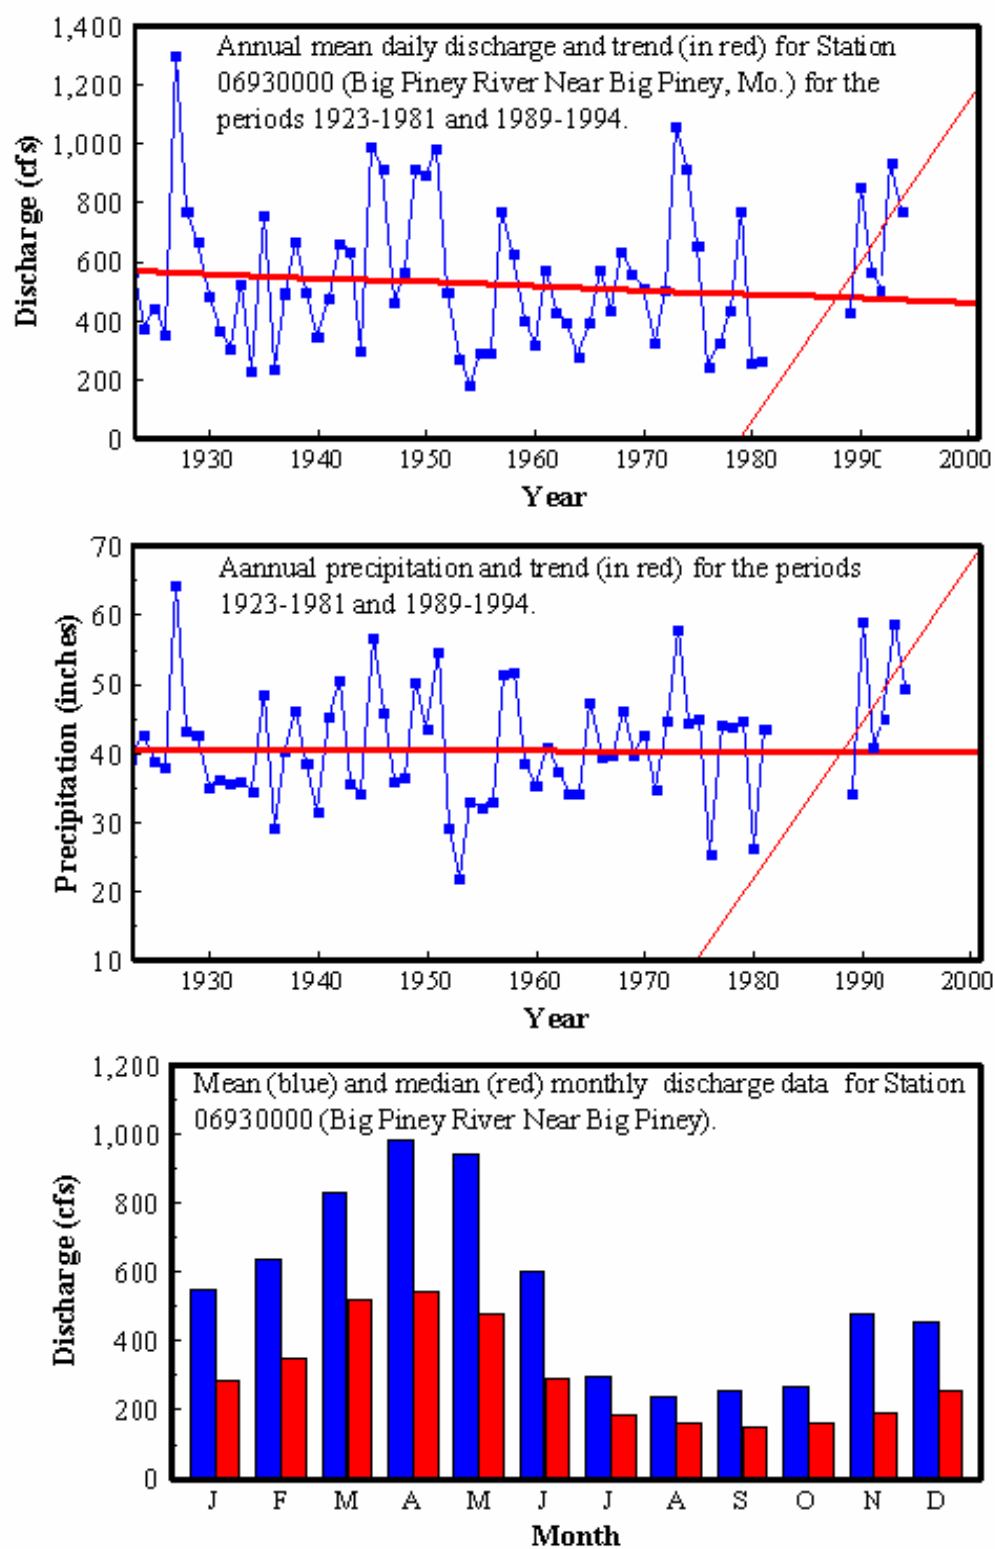 1,400
1,200
1,000
800
600
400
200
0
Discharge (cfs)
Annual mean daily discharge and trend (in red) for Station
06930000 (Big Piney River Near Big Piney, Mo.) for the
periods 1923-1981 and 1989-1994.
1930 1940 1950 1960 1970 1980 1990 2000
Year
70
60
50
40
30
20
10
Precipitation (inches)
Aannual precipitation and trend (in red) for the periods
1923-1981 and 1989-1994.
1930 1940 1950 1960 1970 1980 1990 2000
Year
1,200
1,000
800
600
400
200
0
Discharge (cfs)
Mean (blue) and median (red) monthly discharge data for Station
06930000 (Big Piney River Near Big Piney).
J F M A M J J A S O N D
Month